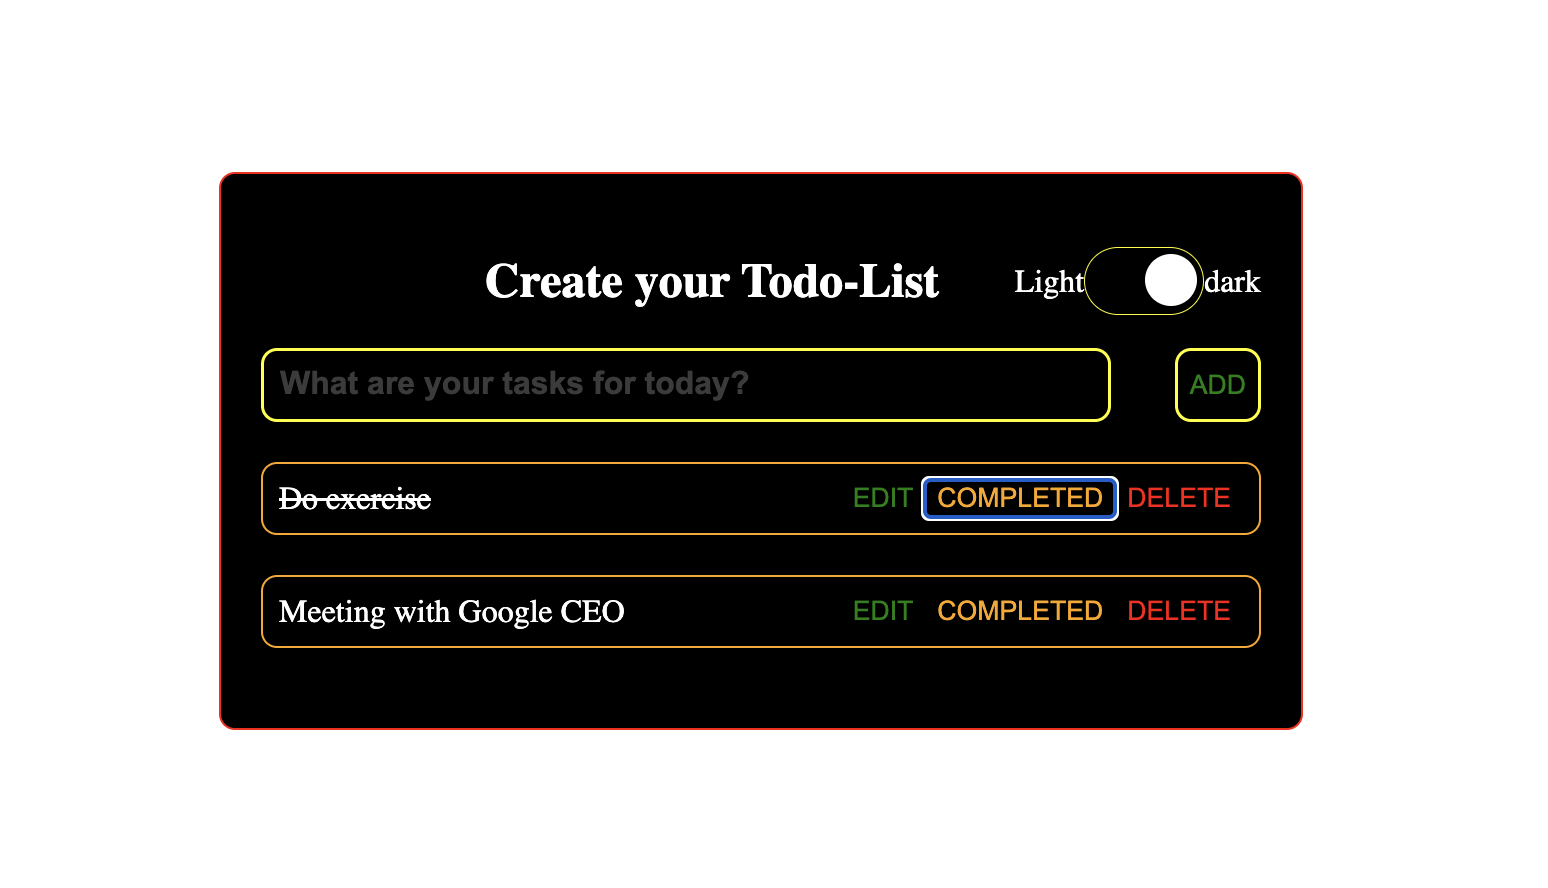 Create your Todo-List
Light dark
What are your tasks for today? ADD
Do exercise EDIT COMPLETED DELETE
Meeting with Google CEO EDIT COMPLETED DELETE